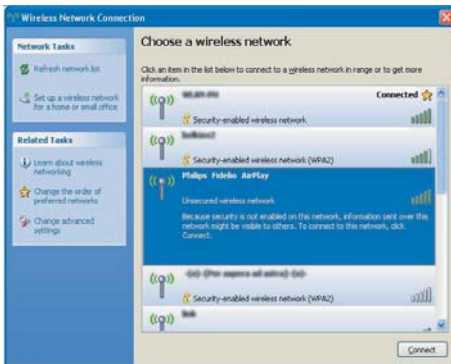 Wireless Network Connection
Network Tasks
Refresh network list
Set up a wireless network
for a home or small office
Related Tasks
Learn about wireless
networking
Change the order of
preferred networks
Change advanced
settings
Choose a wireless network
Click an item in the list below to connect to a wireless network in range or to get more
information.
Connected
Security-enabled wireless network
Security-enabled wireless network (WPA2)
Philips Fidelio AirPlay
Unsecured wireless network
Because security is not enabled on this network, information sent over this
network might be visible to others. To connect to this network, click
Connect.
Security-enabled wireless network (WPA2)
Connect